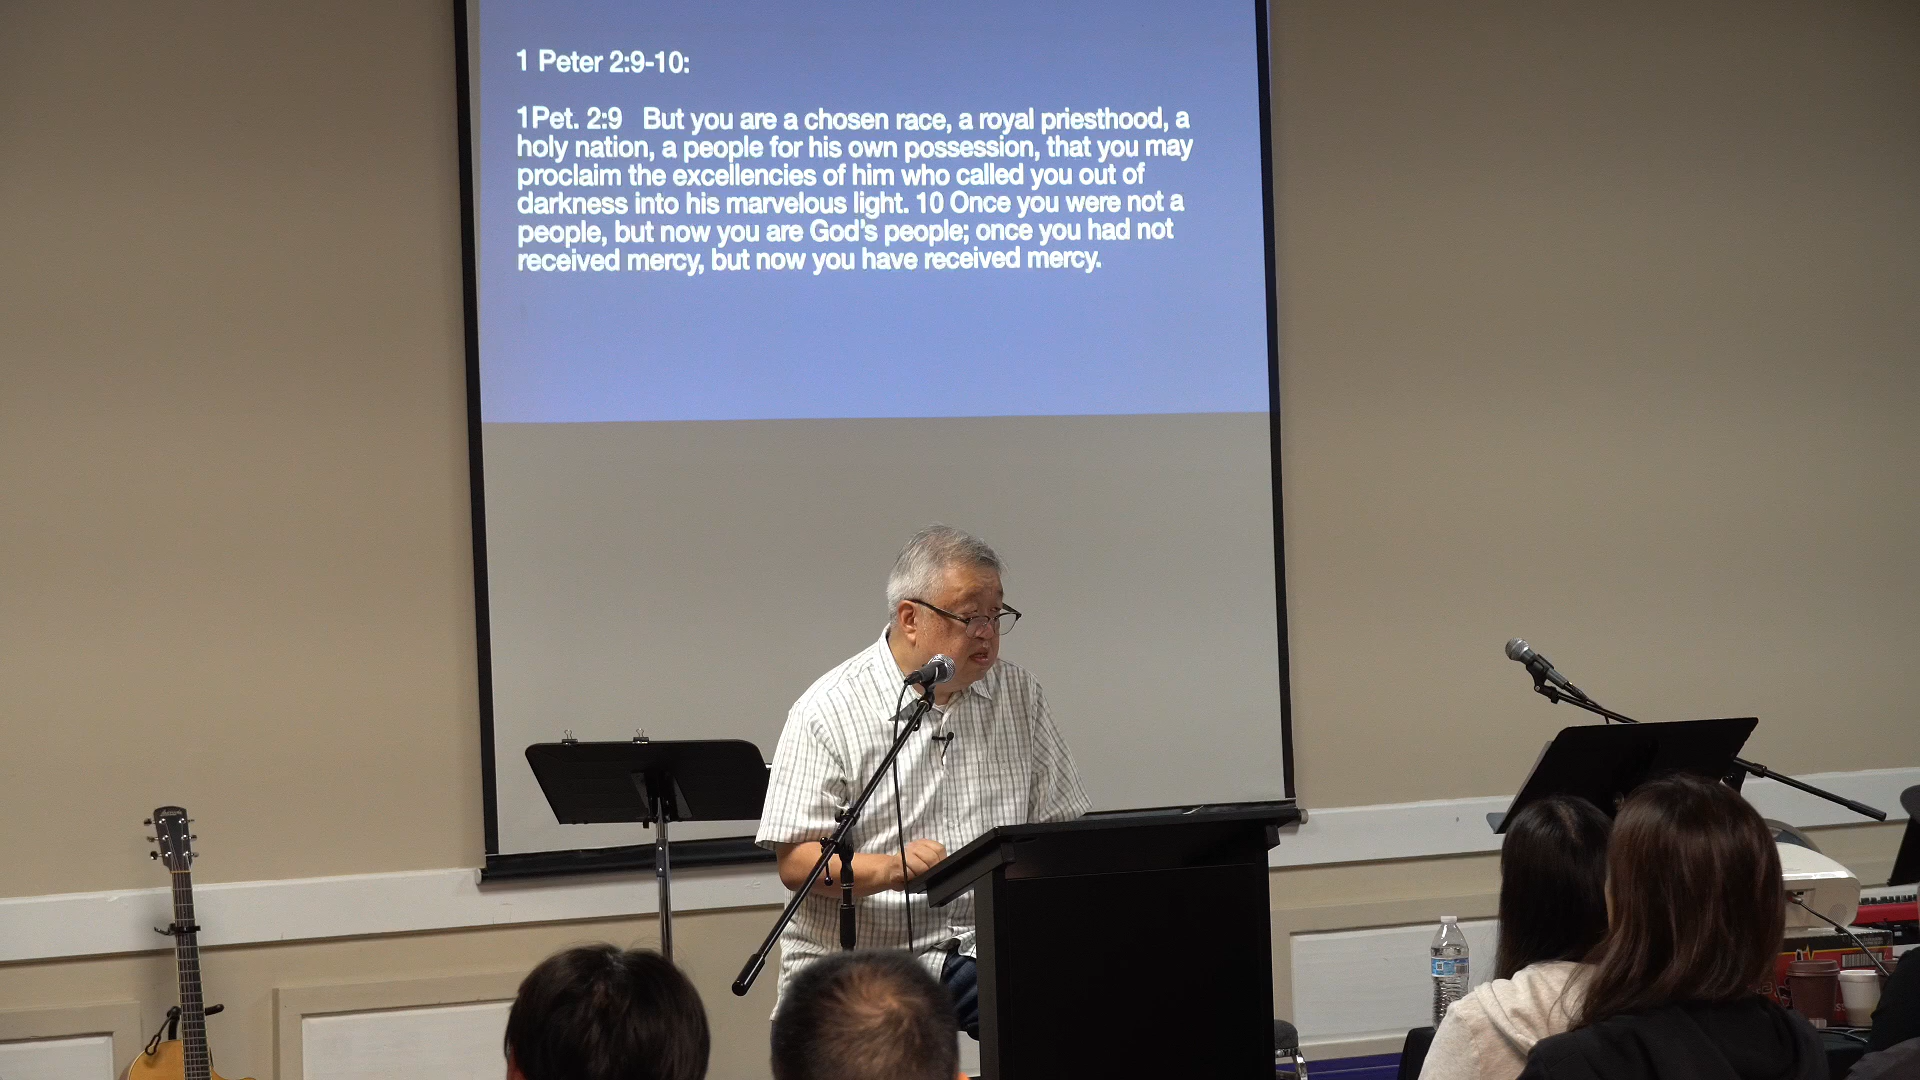 1 Peter 2:9-10:
1Pet. 2:9 But you are a chosen race, a royal priesthood, a
holy nation, a people for his own possession, that you may
proclaim the excellencies of him who called you out of
darkness into his marvelous light. 10 Once you were not a
people, but now you are God's people; once you had not
received mercy, but now you have received mercy.